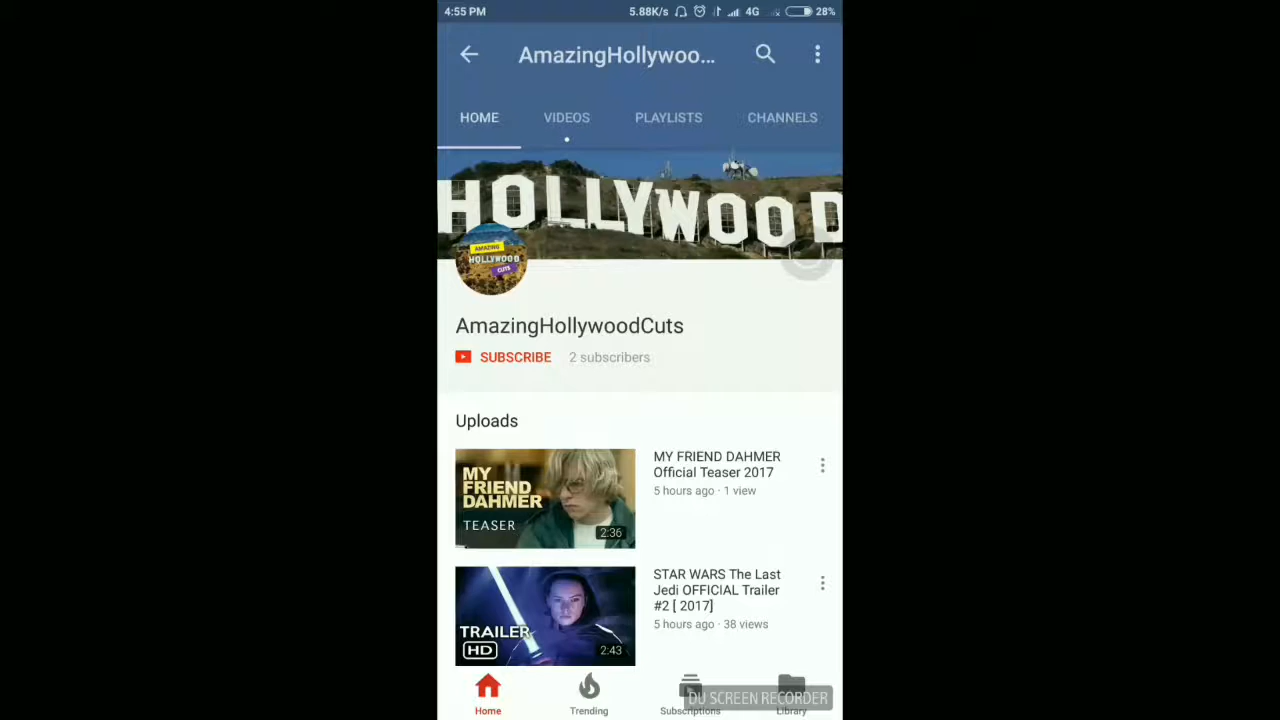 4:55 PM 5.88K/s 4G 28%
AmazingHollywoo...
HOME VIDEOS PLAYLISTS CHANNELS
HOLLYWOOD
AMAZING
HOLLYWOOD
CUTS
AmazingHollywoodCuts
SUBSCRIBE 2 subscribers
Uploads
MY FRIEND DAHMER
TEASER
2:36
MY FRIEND DAHMER
Official Teaser 2017
5 hours ago · 1 view
TRAILER
HD
2:43
STAR WARS The Last
Jedi OFFICIAL Trailer
#2 [ 2017]
5 hours ago · 38 views
Home Trending Subscriptions Library
DU SCREEN RECORDER